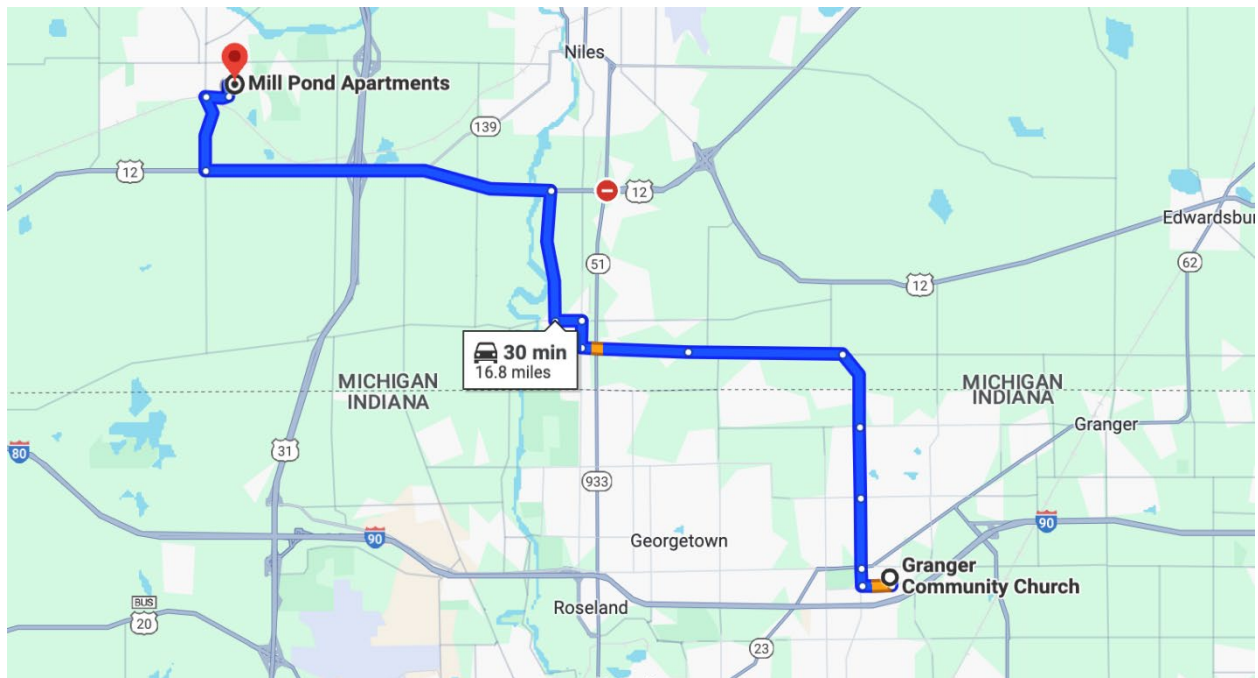 Niles
Mill Pond Apartments
139
12
12
Edwardsbur
51
62
12
30 min
16.8 miles
MICHIGAN
INDIANA
MICHIGAN
INDIANA
Granger
31
80
933
90
90
Georgetown
Granger
Community Church
BUS
20
Roseland
23